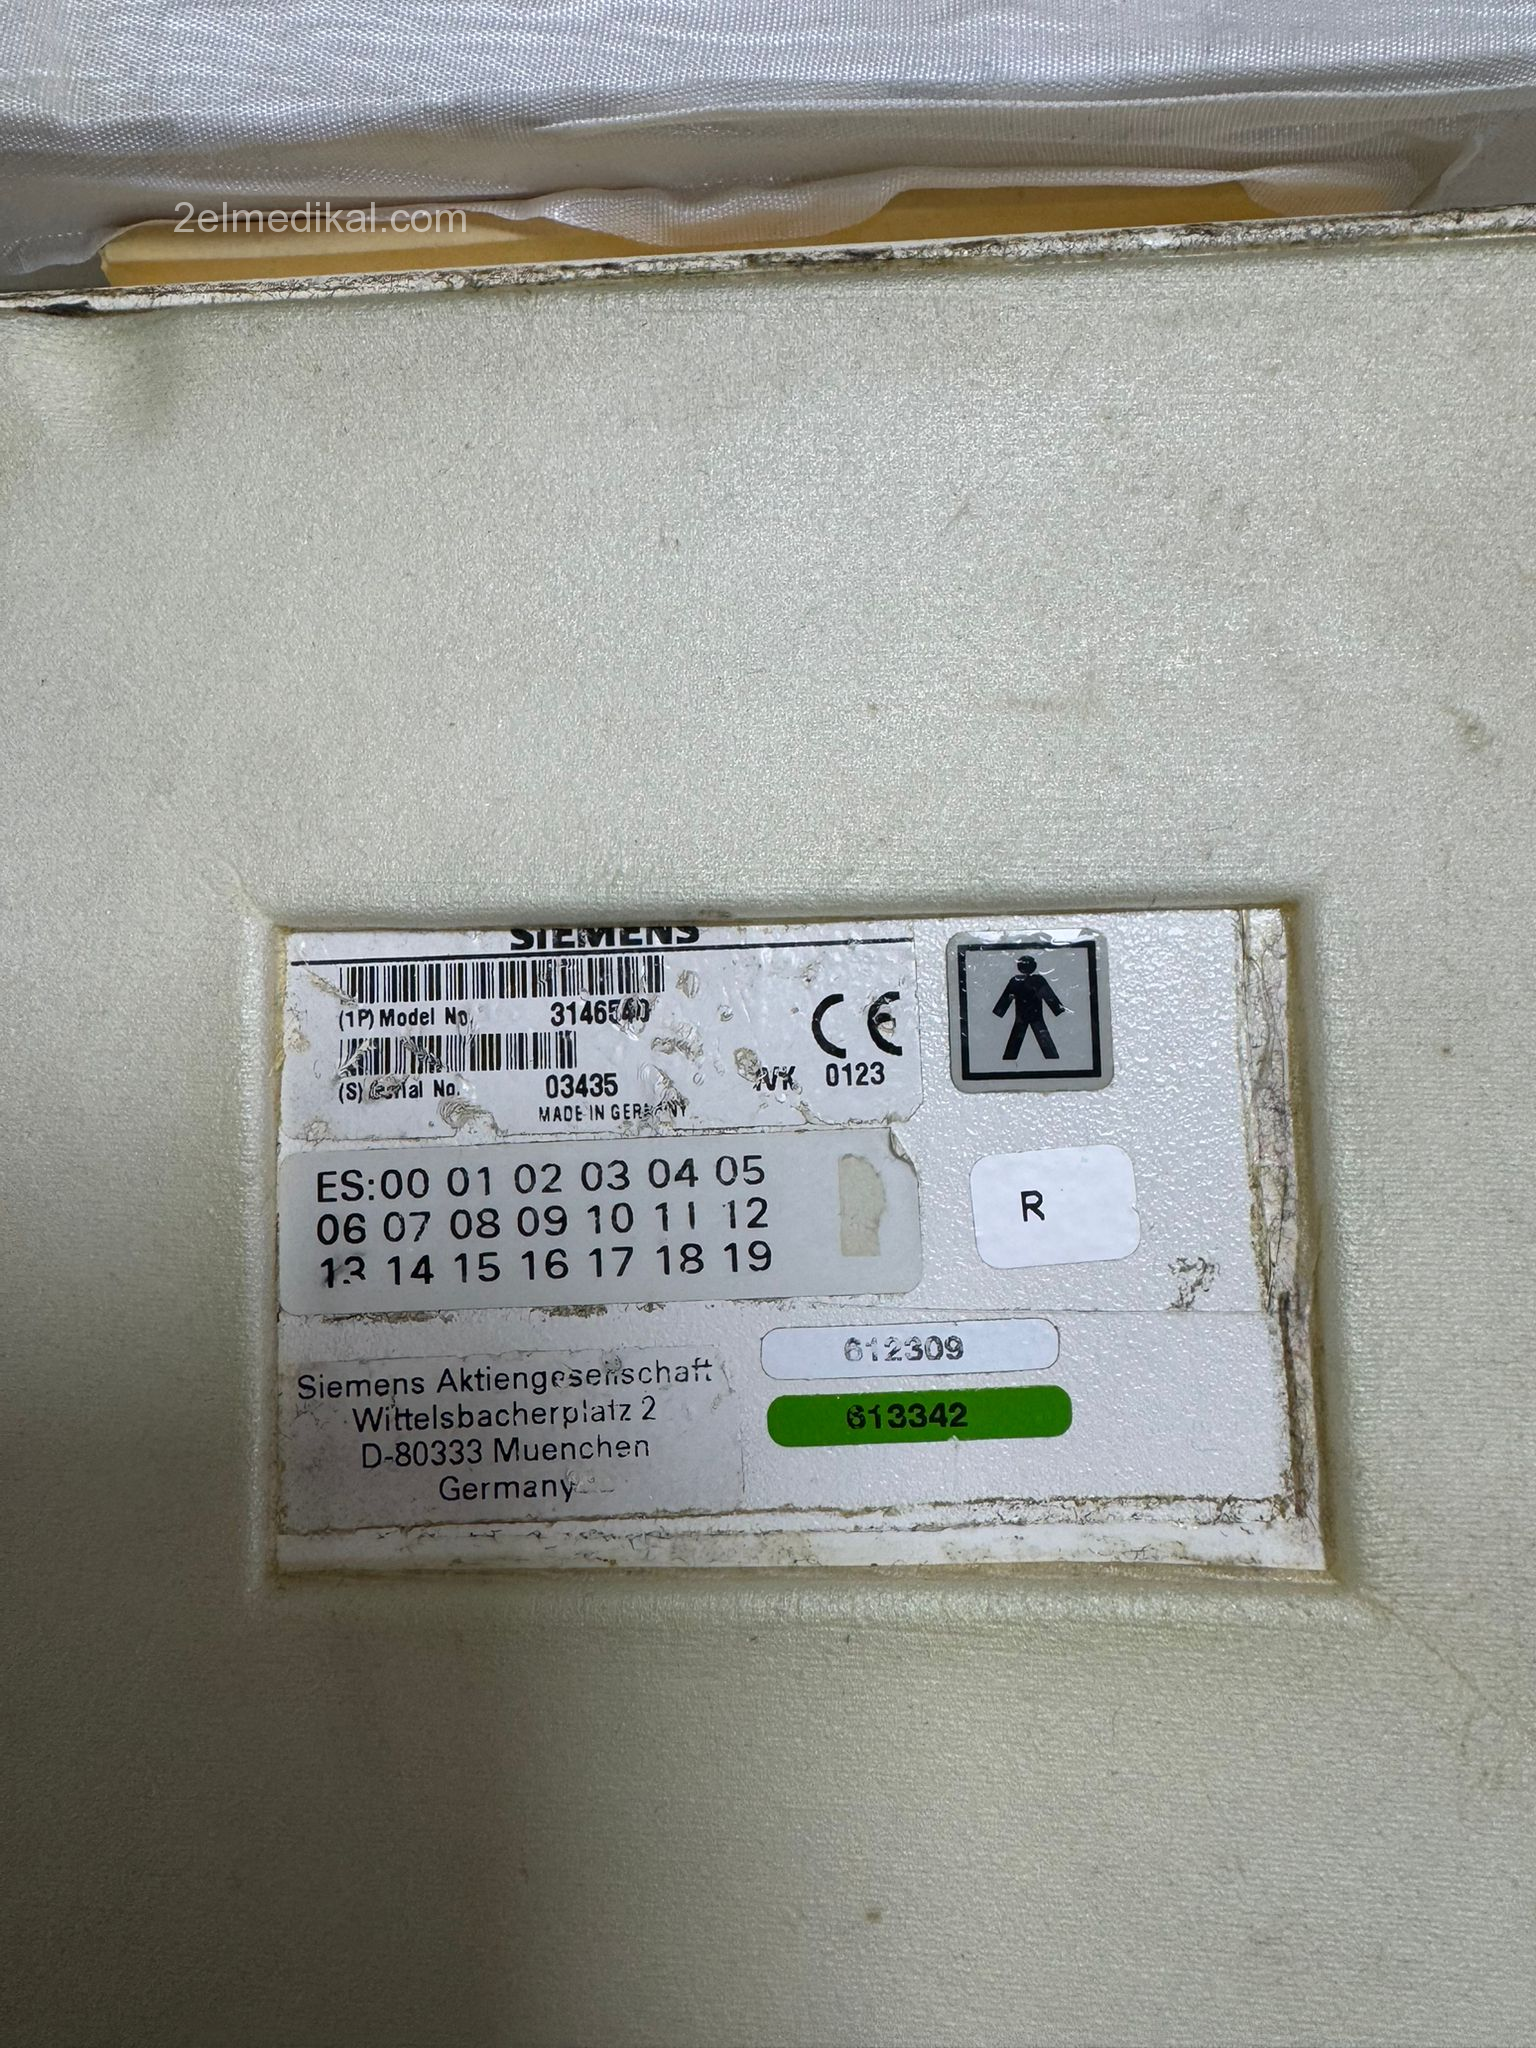 2elmedikal.com
SIEMENS
(1P) Model No. 3146540
(S) Serial No. 03435
MADE IN GERMANY
IVK 0123
CE
ES:00 01 02 03 04 05
06 07 08 09 10 11 12
13 14 15 16 17 18 19
R
Siemens Aktiengesellschaft
Wittelsbacherplatz 2
D-80333 Muenchen
Germany
612309
613342